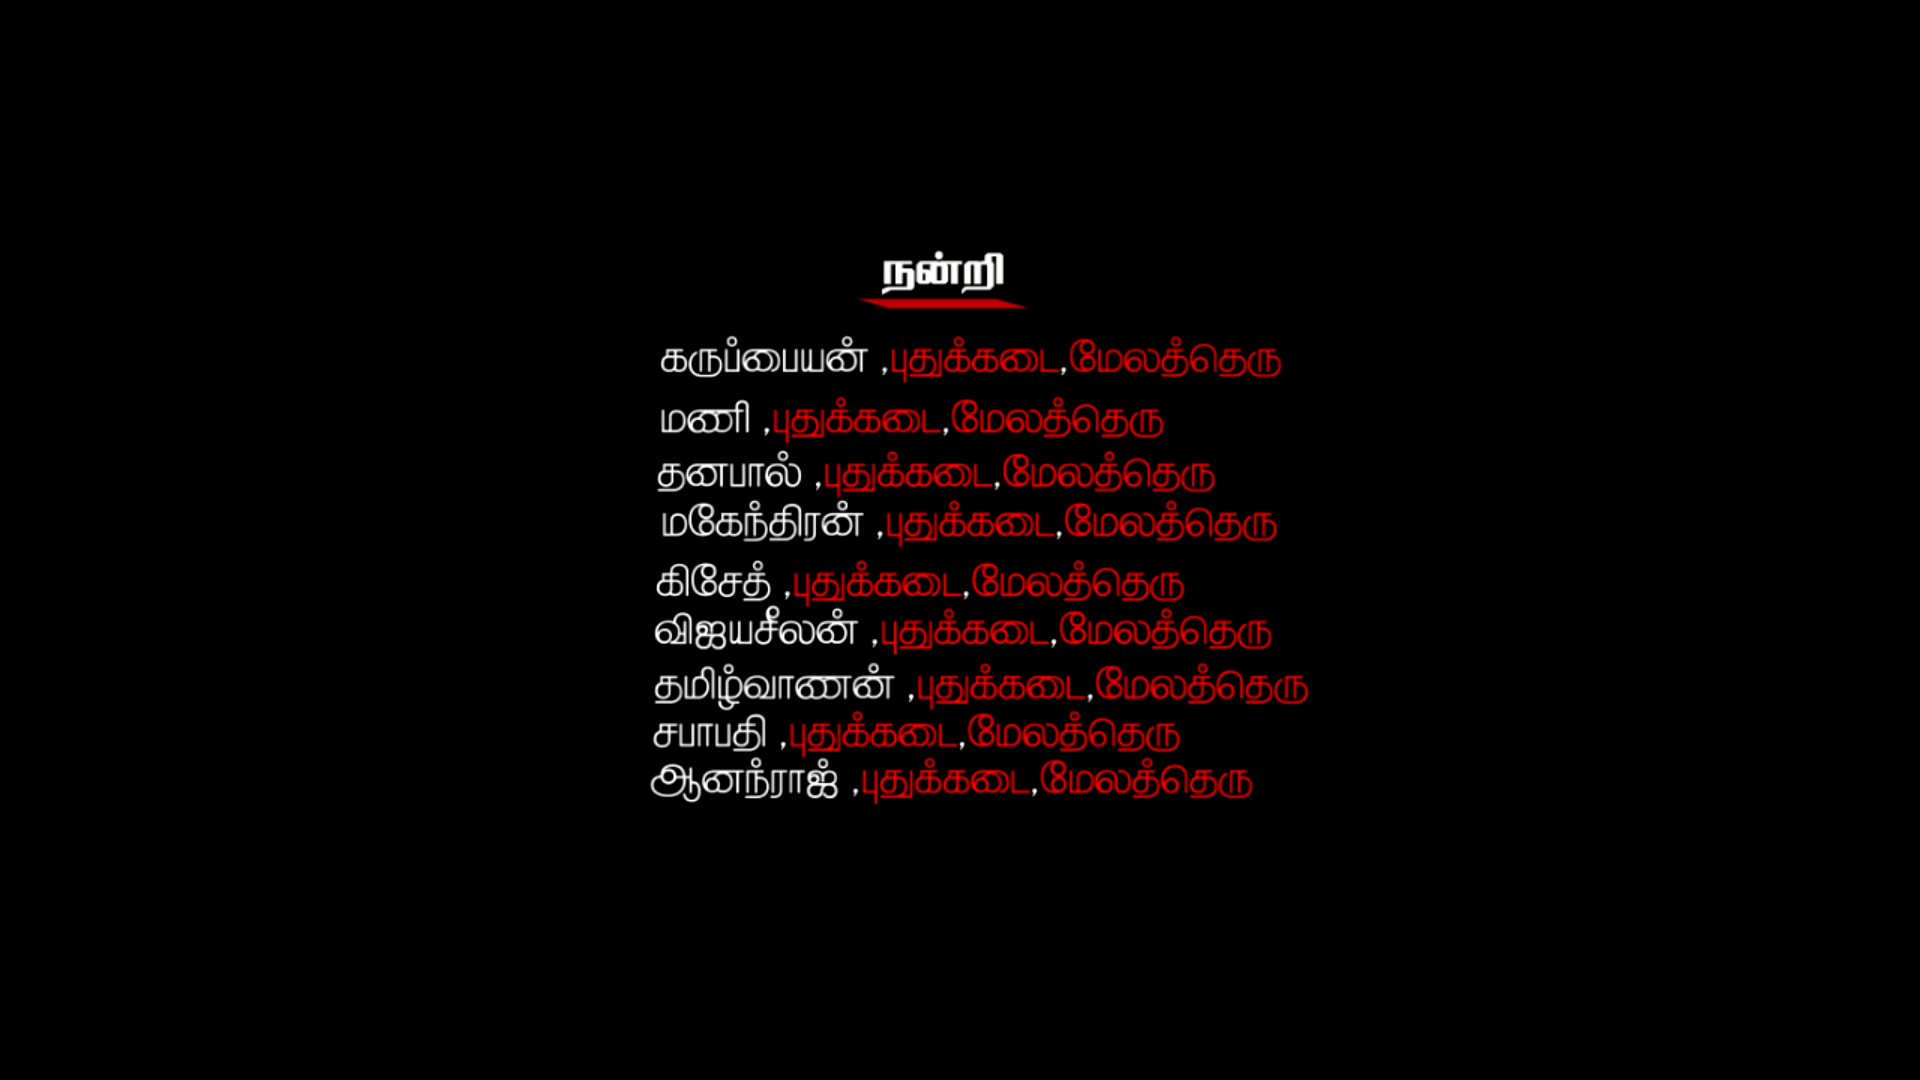 நன்றி
கருப்பையன் ,புதுக்கடை,மேலத்தெரு
மணி ,புதுக்கடை,மேலத்தெரு
தனபால் ,புதுக்கடை,மேலத்தெரு
மகேந்திரன் ,புதுக்கடை,மேலத்தெரு
கிசேத் ,புதுக்கடை,மேலத்தெரு
விஜயசீலன் ,புதுக்கடை,மேலத்தெரு
தமிழ்வாணன் ,புதுக்கடை,மேலத்தெரு
சபாபதி ,புதுக்கடை,மேலத்தெரு
ஆனந்ராஜ் ,புதுக்கடை,மேலத்தெரு